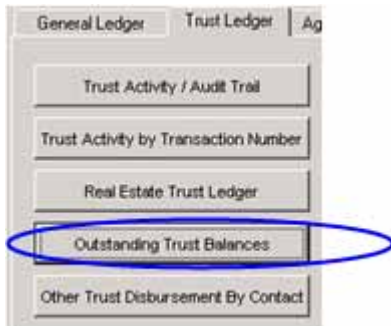 General Ledger Trust Ledger Ag
Trust Activity / Audit Trail
Trust Activity by Transaction Number
Real Estate Trust Ledger
Outstanding Trust Balances
Other Trust Disbursement By Contact